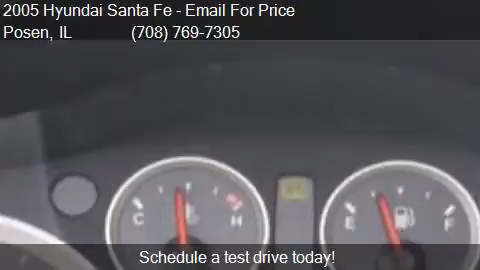 2005 Hyundai Santa Fe - Email For Price
Posen, IL (708) 769-7305
C H E F
Schedule a test drive today!